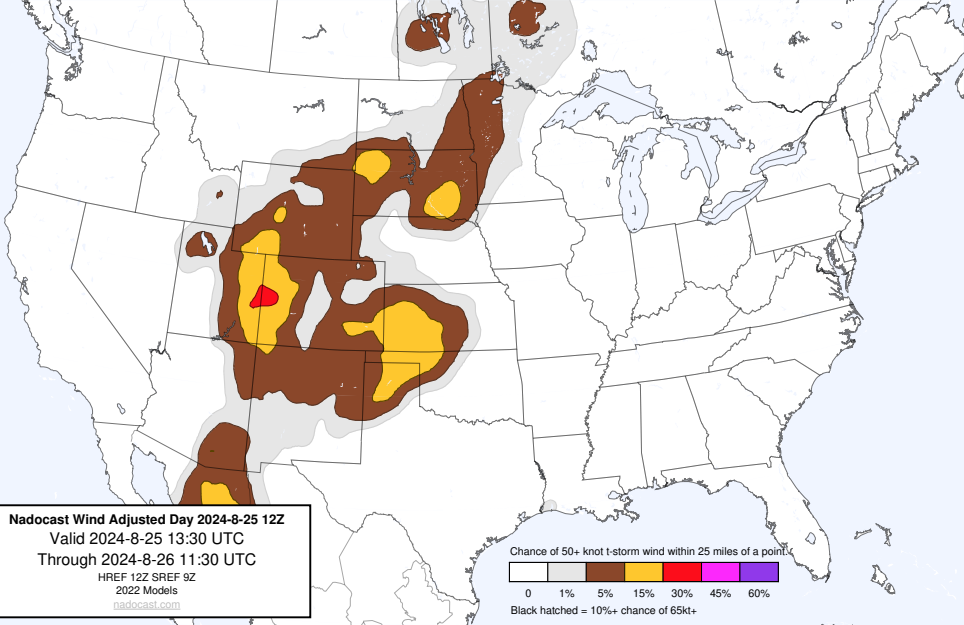 Nadocast Wind Adjusted Day 2024-8-25 12Z
Valid 2024-8-25 13:30 UTC
Through 2024-8-26 11:30 UTC
HREF 12Z SREF 9Z
2022 Models
nadocast.com
Chance of 50+ knot t-storm wind within 25 miles of a point.
0 1% 5% 15% 30% 45% 60%
Black hatched = 10%+ chance of 65kt+